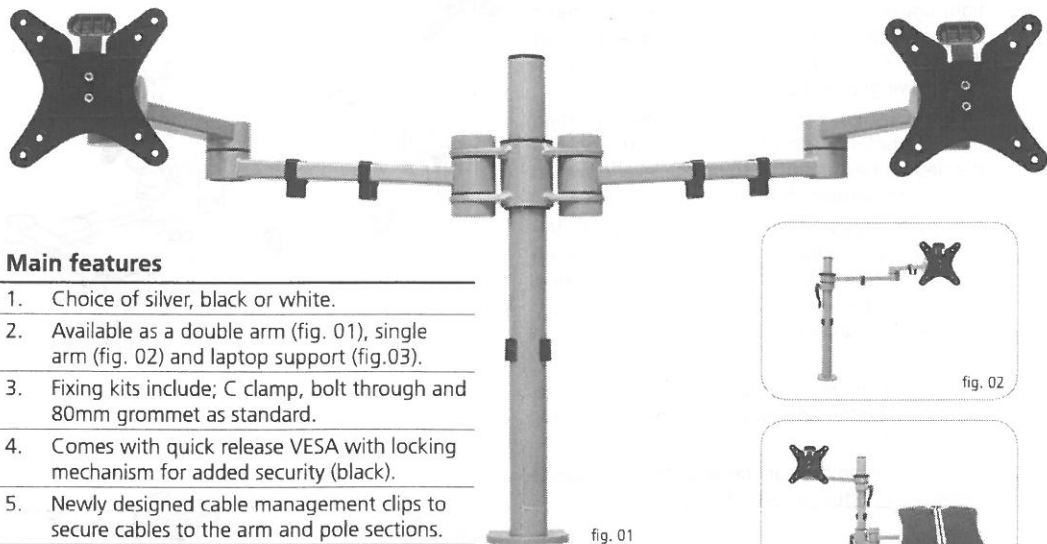 Main features
1. Choice of silver, black or white.
2. Available as a double arm (fig. 01), single
arm (fig. 02) and laptop support (fig.03).
3. Fixing kits include; C clamp, bolt through and
80mm grommet as standard.
4. Comes with quick release VESA with locking
mechanism for added security (black).
5. Newly designed cable management clips to
secure cables to the arm and pole sections.
fig. 01
fig. 02